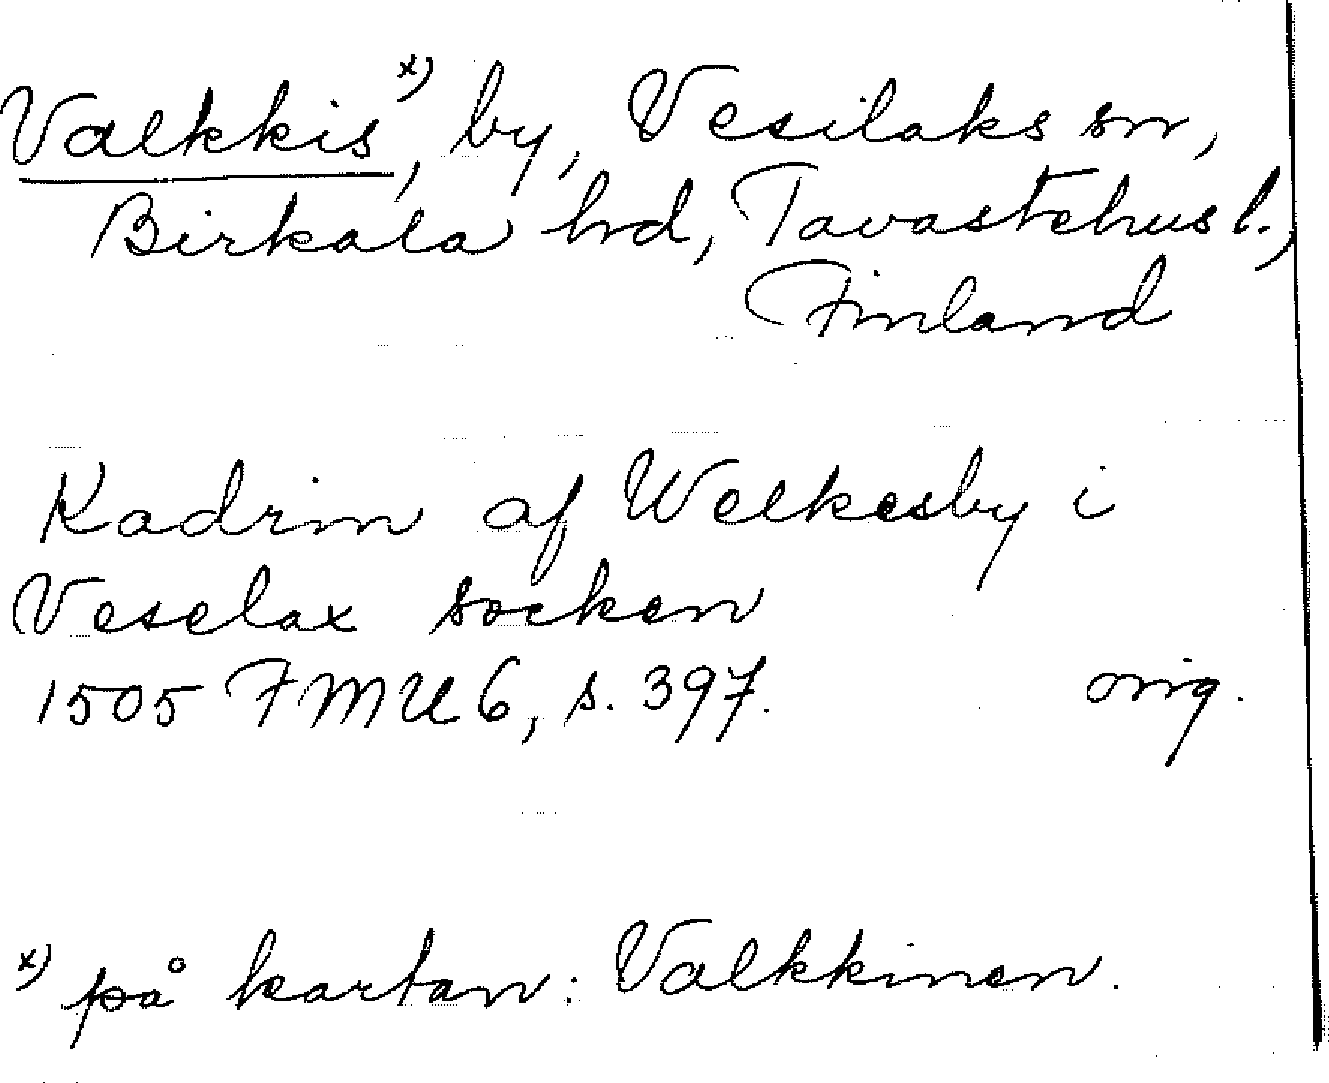 Valkkis x), by, Vesilaks sn,
Birkala hd, Tavastehus l.,
Finland
Kadrin af Welkesby i
Veselax socken
1505 FMU 6, s. 397. orig.
x) på kartan: Valkkinen.